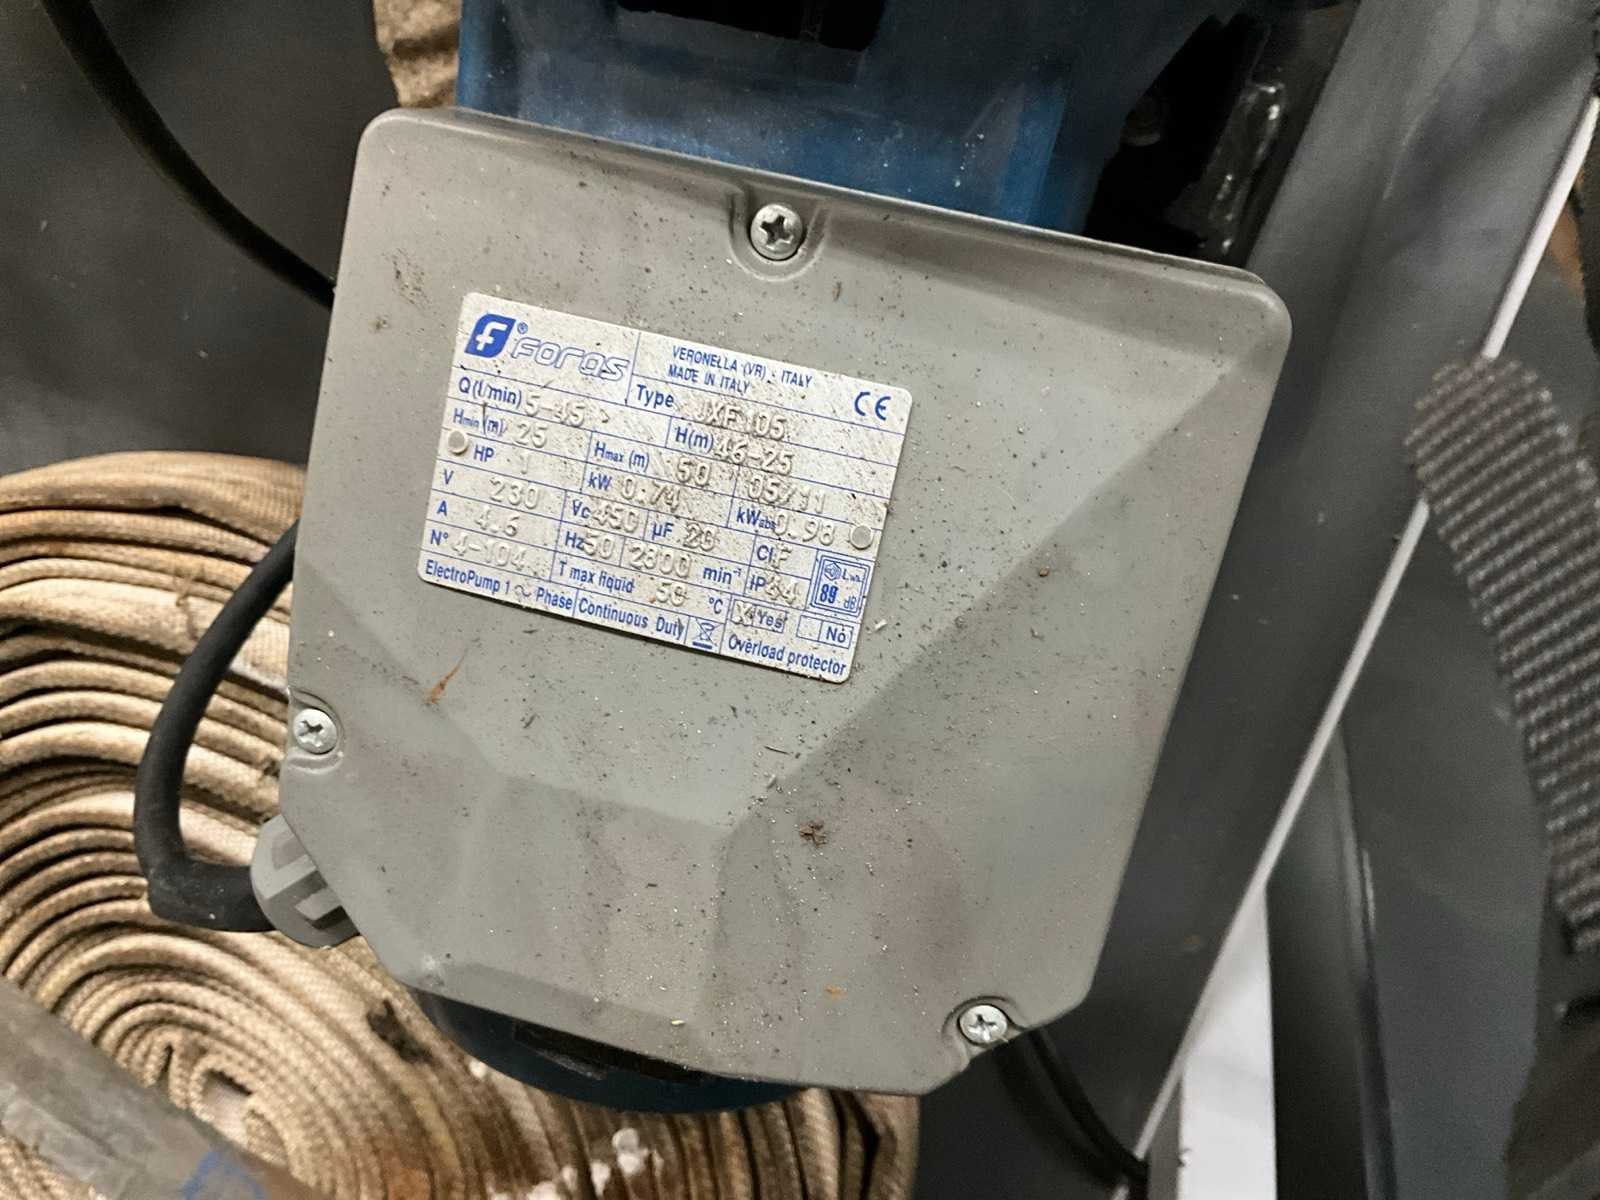 F® foras VERONELLA (VR) - ITALY
MADE IN ITALY CE
Q(l/min) 5-45 Type JXF 105
Hmin (m) 25 H(m) 46-25
HP 1 Hmax (m) 50 05/11
V 230 kW 0.74 kWabs 0.98
A 4.6 Vc 450 µF 20 Cl F
N° 4-104 Hz 50 2800 min⁻¹ IP 44 LWA 89 dB
T max liquid 50 °C X Yes No
ElectroPump 1 ~ Phase Continuous Duty Overload protector